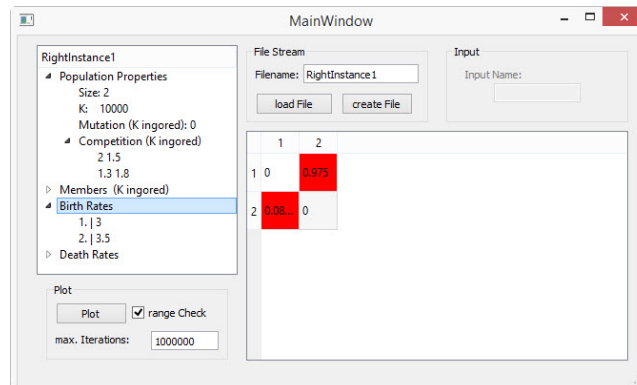 MainWindow
RightInstance1
Population Properties
Size: 2
K: 10000
Mutation (K ingored): 0
Competition (K ingored)
2 1.5
1.3 1.8
Members (K ingored)
Birth Rates
1. | 3
2. | 3.5
Death Rates
Plot
Plot
range Check
max. Iterations:
1000000
File Stream
Filename: RightInstance1
load File
create File
Input
Input Name:
1 2
1 0 0.975
2 0.08... 0